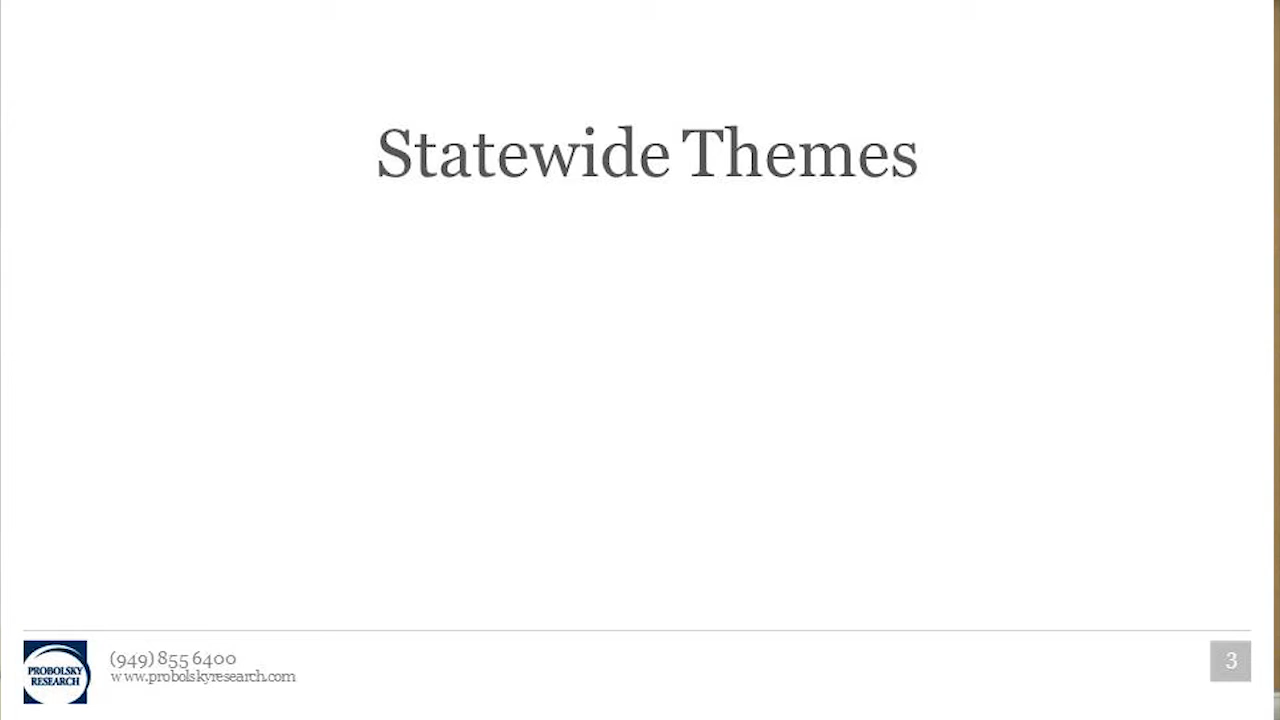 Statewide Themes
PROBOLSKY
RESEARCH
(949) 855 6400
www.probolskyresearch.com
3